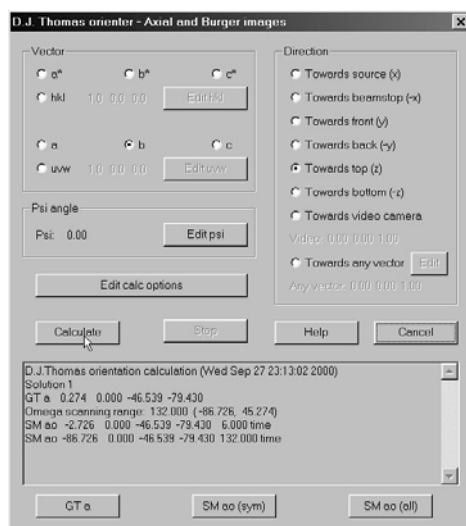 D.J. Thomas orienter - Axial and Burger images
Vector
a* b* c*
hkl 1.0 0.0 0.0 Edit hkl
a b c
uvw 1.0 0.0 0.0 Edit uvw
Psi angle
Psi: 0.00 Edit psi
Edit calc options
Direction
Towards source (x)
Towards beamstop (-x)
Towards front (y)
Towards back (-y)
Towards top (z)
Towards bottom (-z)
Towards video camera
Video: 0.00 0.00 1.00
Towards any vector Edit
Any vector: 0.00 0.00 1.00
Calculate Stop Help Cancel
D.J.Thomas orientation calculation (Wed Sep 27 23:13:02 2000)
Solution 1
GT a 0.274 0.000 -46.539 -79.430
Omega scanning range: 132.000 (-86.726, 45.274)
SM ao -2.726 0.000 -46.539 -79.430 6.000 time
SM ao -86.726 0.000 -46.539 -79.430 132.000 time
GT a SM ao (sym) SM ao (all)